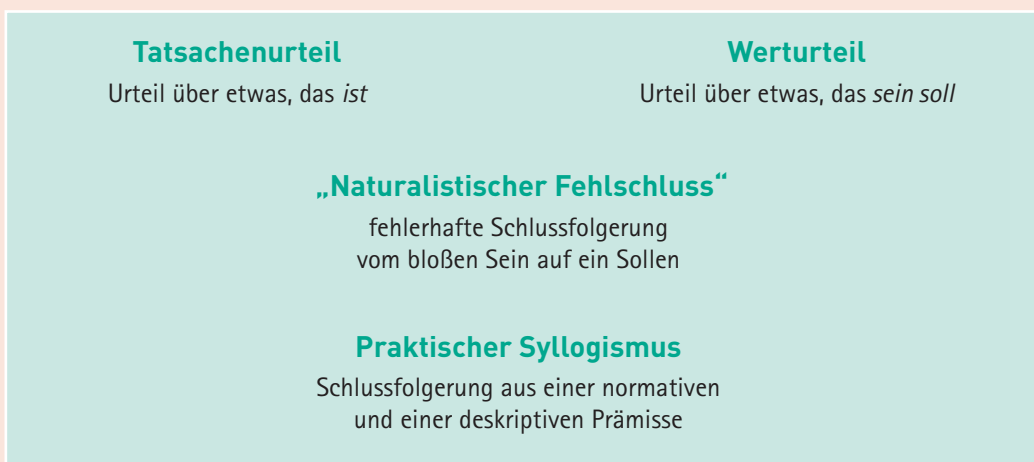 Tatsachenurteil
Urteil über etwas, das ist
Werturteil
Urteil über etwas, das sein soll
„Naturalistischer Fehlschluss“
fehlerhafte Schlussfolgerung
vom bloßen Sein auf ein Sollen
Praktischer Syllogismus
Schlussfolgerung aus einer normativen
und einer deskriptiven Prämisse